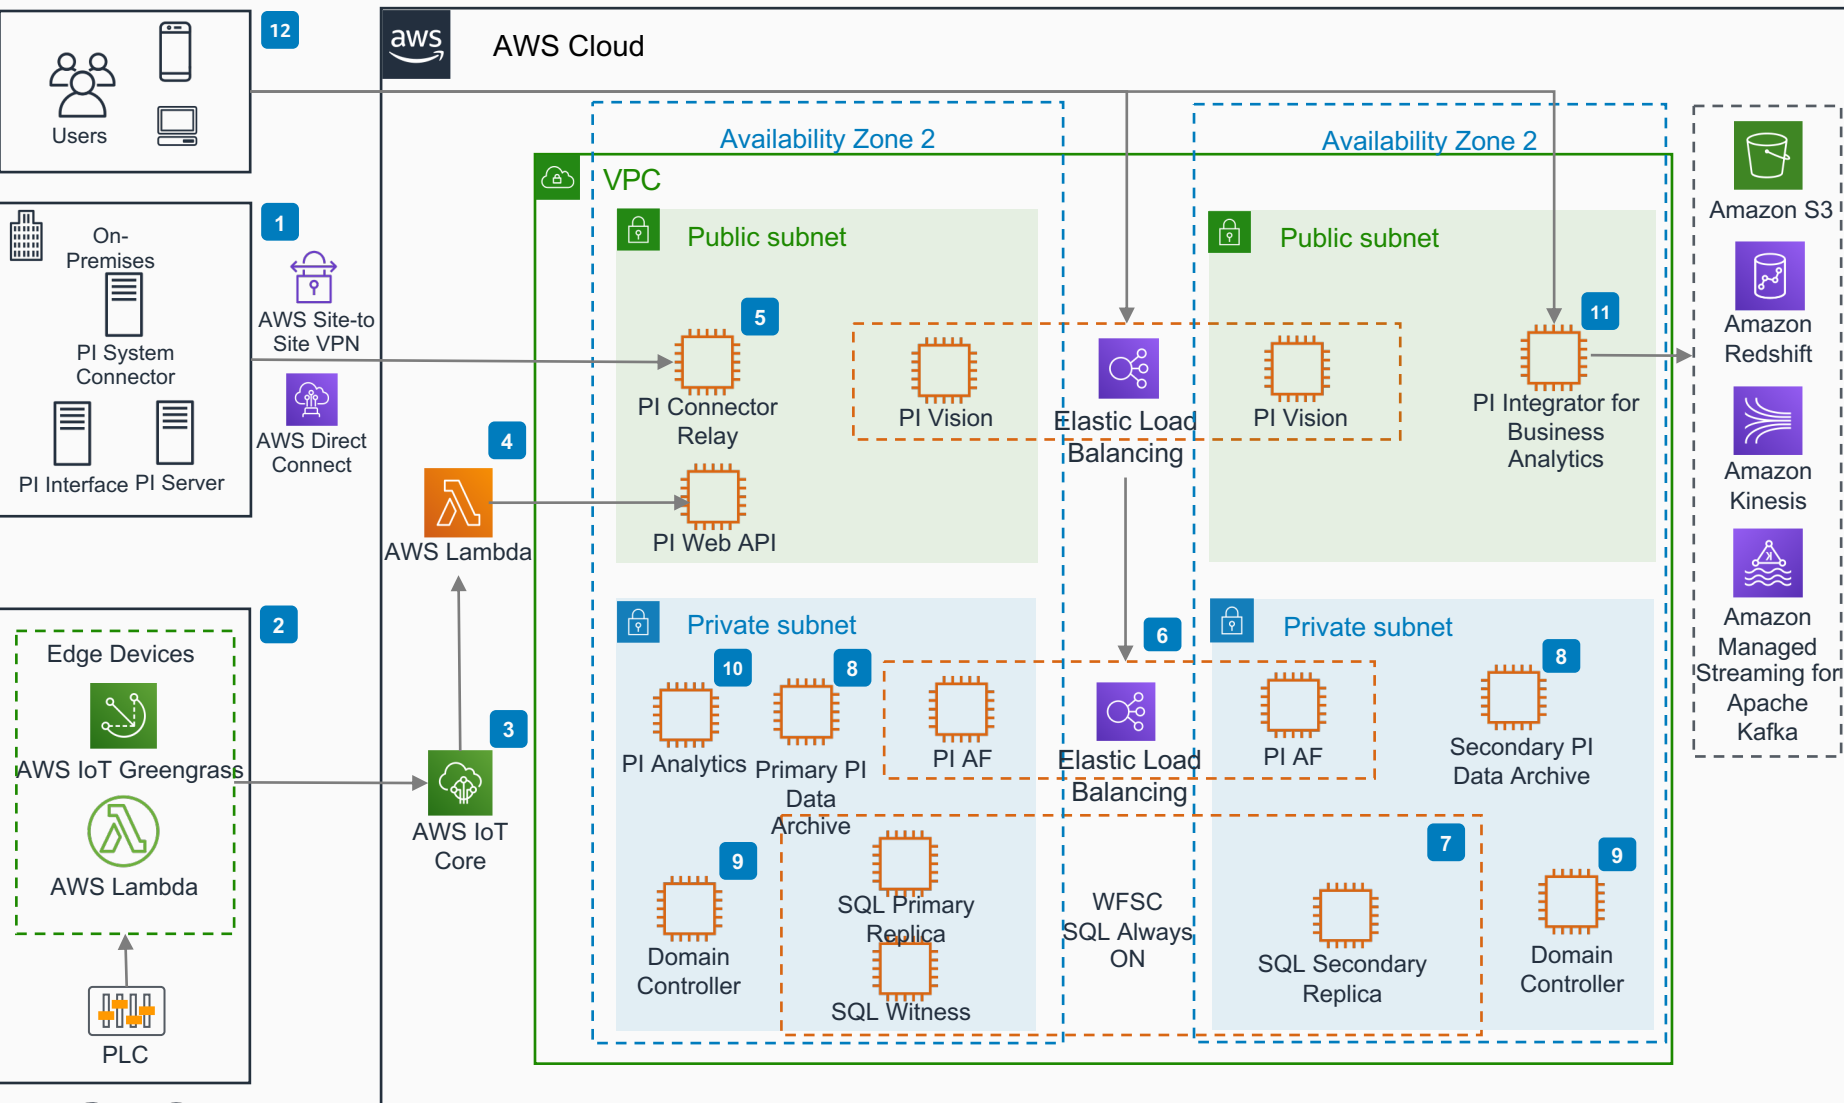 12
Users
aws
AWS Cloud
Availability Zone 2
Availability Zone 2
VPC
1
On-
Premises
PI System
Connector
PI Interface
PI Server
AWS Site-to
Site VPN
AWS Direct
Connect
2
Edge Devices
AWS IoT Greengrass
AWS Lambda
PLC
3
AWS IoT
Core
4
AWS Lambda
Public subnet
5
PI Connector
Relay
PI Web API
PI Vision
Elastic Load
Balancing
Public subnet
PI Vision
11
PI Integrator for
Business
Analytics
Private subnet
10
PI Analytics
8
Primary PI
Data
Archive
PI AF
6
Elastic Load
Balancing
9
Domain
Controller
SQL Primary
Replica
SQL Witness
WFSC
SQL Always
ON
Private subnet
PI AF
8
Secondary PI
Data Archive
7
SQL Secondary
Replica
9
Domain
Controller
Amazon S3
Amazon
Redshift
Amazon
Kinesis
K
Amazon
Managed
Streaming for
Apache
Kafka